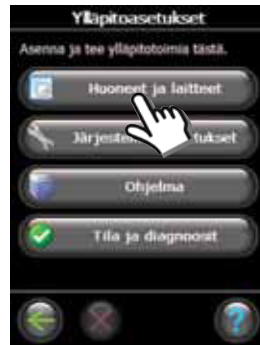 Ylläpitoasetukset
Asenna ja tee ylläpitotoimia tästä.
Huoneet ja laitteet
Ohjelma
Tila ja diagnoosit
?